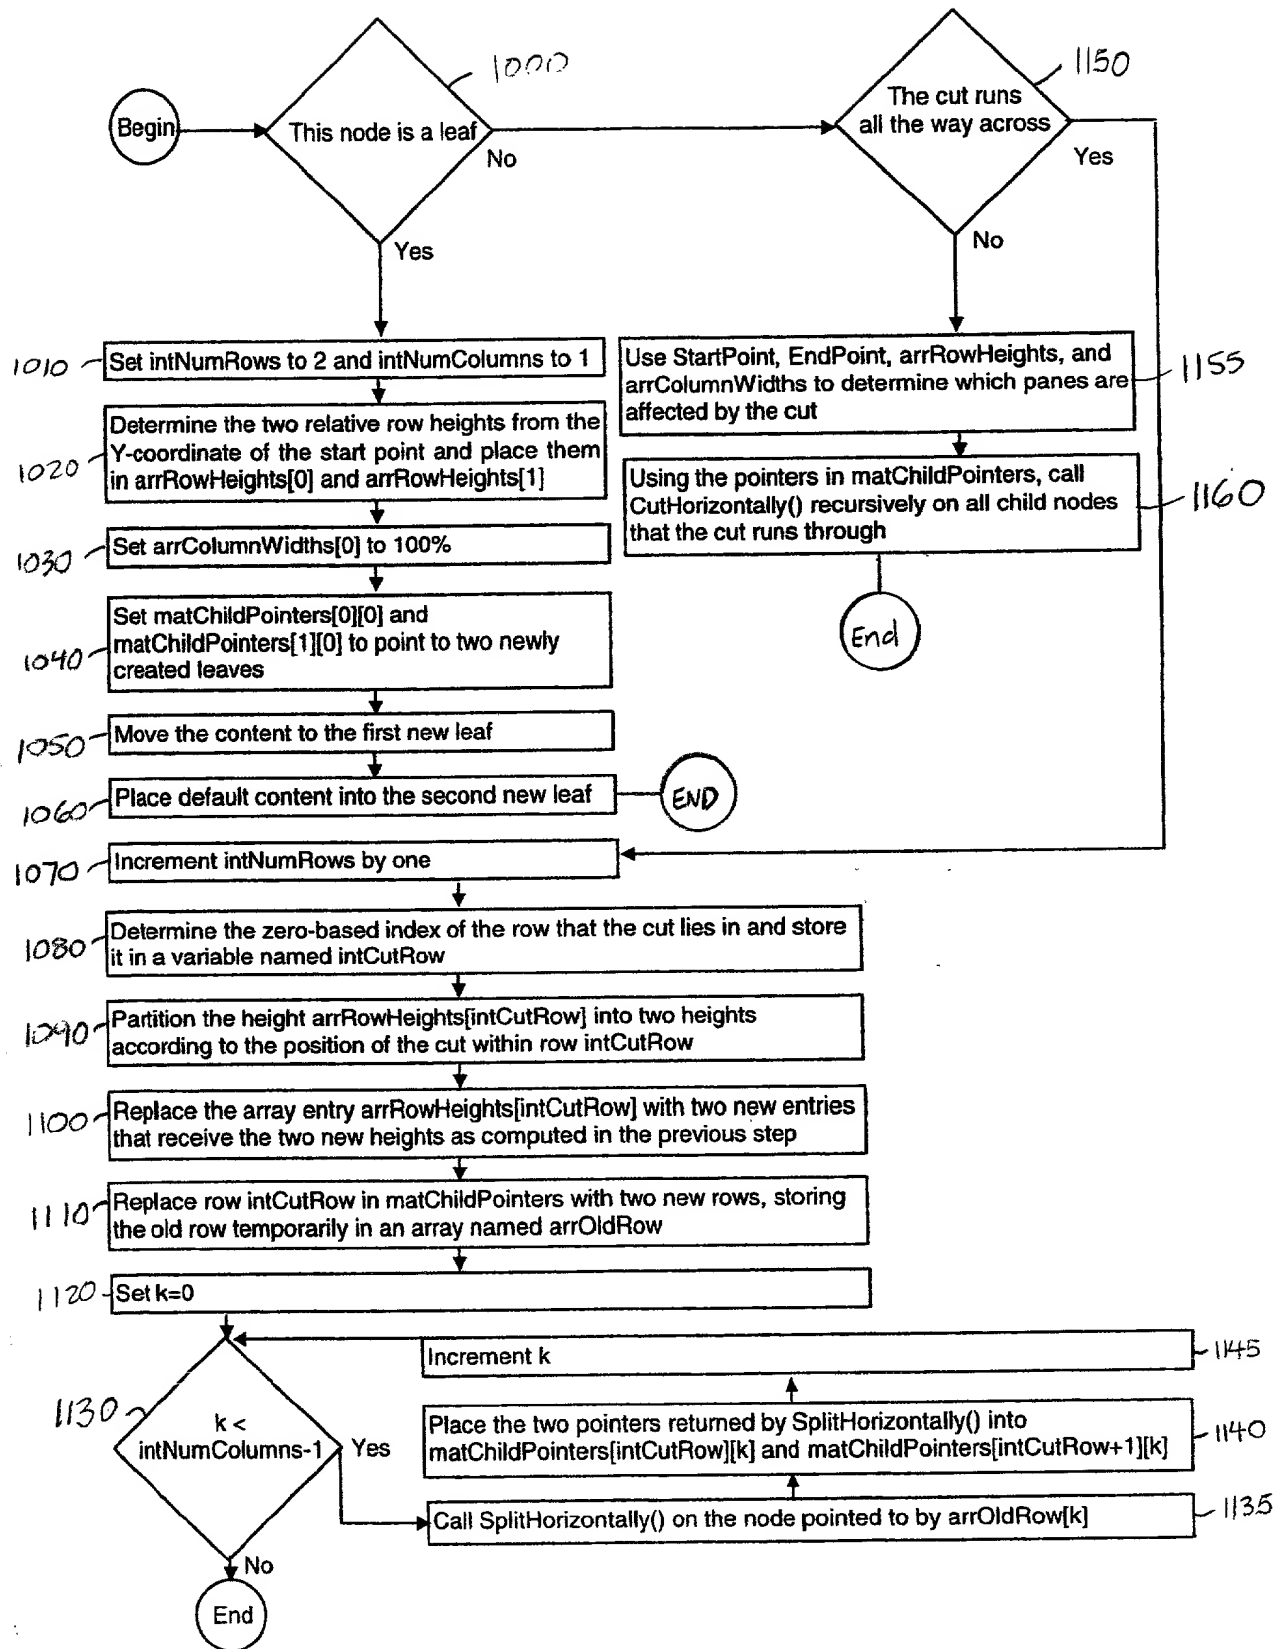 1000
1150
Begin
This node is a leaf
No
Yes
The cut runs
all the way across
Yes
No
1010
Set intNumRows to 2 and intNumColumns to 1
1020
Determine the two relative row heights from the
Y-coordinate of the start point and place them
in arrRowHeights[0] and arrRowHeights[1]
1030
Set arrColumnWidths[0] to 100%
1040
Set matChildPointers[0][0] and
matChildPointers[1][0] to point to two newly
created leaves
1050
Move the content to the first new leaf
1060
Place default content into the second new leaf
END
Use StartPoint, EndPoint, arrRowHeights, and
arrColumnWidths to determine which panes are
affected by the cut
1155
Using the pointers in matChildPointers, call
CutHorizontally() recursively on all child nodes
that the cut runs through
1160
End
1070
Increment intNumRows by one
1080
Determine the zero-based index of the row that the cut lies in and store
it in a variable named intCutRow
1090
Partition the height arrRowHeights[intCutRow] into two heights
according to the position of the cut within row intCutRow
1100
Replace the array entry arrRowHeights[intCutRow] with two new entries
that receive the two new heights as computed in the previous step
1110
Replace row intCutRow in matChildPointers with two new rows, storing
the old row temporarily in an array named arrOldRow
1120
Set k=0
1130
k <
intNumColumns-1
Yes
No
End
Increment k
1145
Place the two pointers returned by SplitHorizontally() into
matChildPointers[intCutRow][k] and matChildPointers[intCutRow+1][k]
1140
Call SplitHorizontally() on the node pointed to by arrOldRow[k]
1135